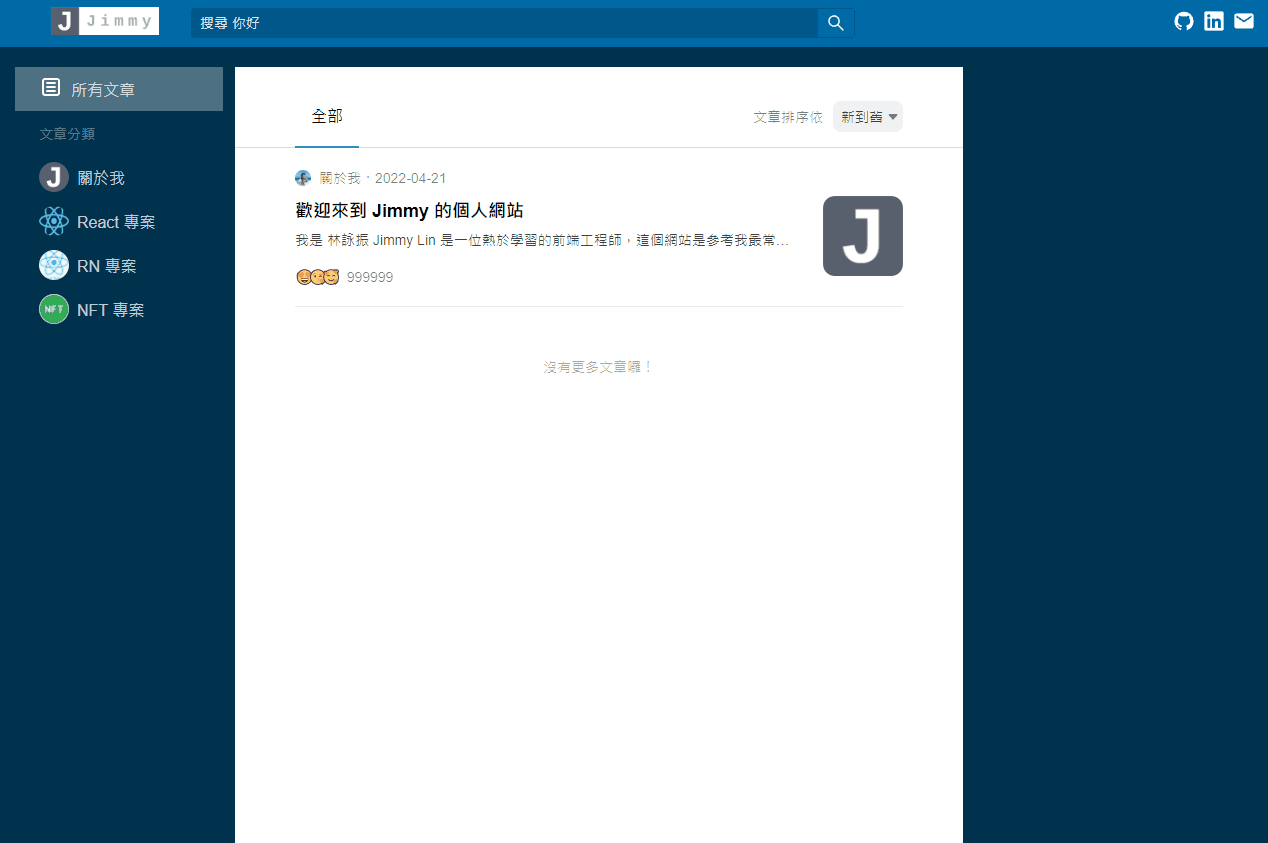 J Jimmy
搜尋 你好
所有文章
文章分類
關於我
React 專案
RN 專案
NFT NFT 專案
全部
文章排序依 新到舊
關於我・2022-04-21
歡迎來到 Jimmy 的個人網站
我是 林詠振 Jimmy Lin 是一位熱於學習的前端工程師，這個網站是參考我最常…
999999
沒有更多文章囉！